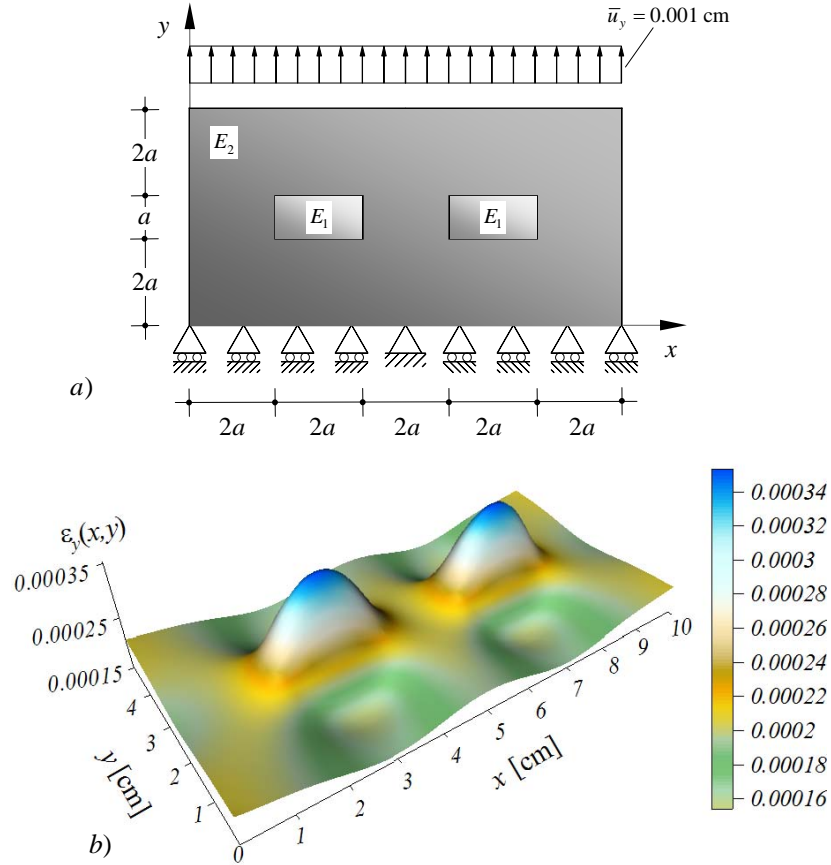 y
u̅_y = 0.001 cm
E_2
2a
a
2a
E_1
E_1
x
a)
2a
2a
2a
2a
2a
ε_y(x,y)
0.00035
0.00025
0.00015
4
3
2
1
y [cm]
0
1
2
3
4
5
6
7
8
9
10
x [cm]
b)
0.00034
0.00032
0.0003
0.00028
0.00026
0.00024
0.00022
0.0002
0.00018
0.00016